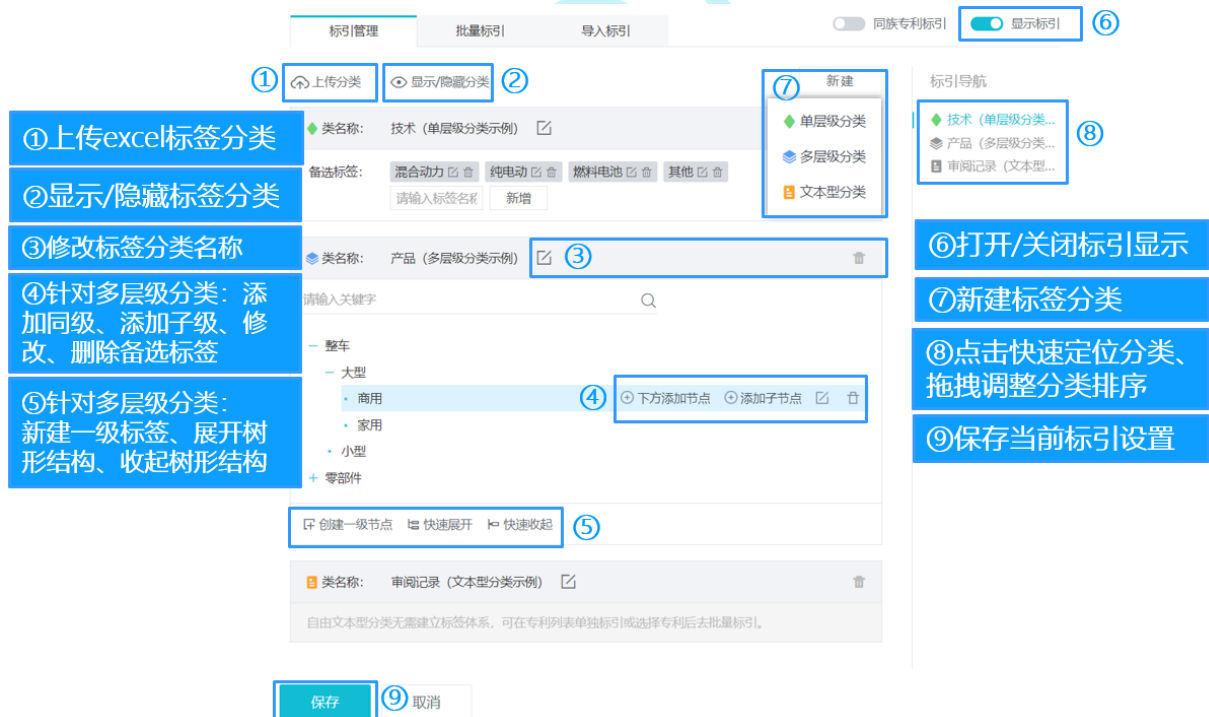 标引管理
批量标引
导入标引
同族专利标引
显示标引
⑥
①
上传分类
显示/隐藏分类
②
⑦
新建
标引导航
①上传excel标签分类
类名称: 技术（单层级分类示例）
单层级分类
多层级分类
文本型分类
技术（单层级分类...
产品（多层级分类...
审阅记录（文本型...
⑧
②显示/隐藏标签分类
备选标签: 混合动力 纯电动 燃料电池 其他
请输入标签名称
新增
③修改标签分类名称
类名称: 产品（多层级分类示例）
③
⑥打开/关闭标引显示
④针对多层级分类：添
加同级、添加子级、修
改、删除备选标签
请输入关键字
⑦新建标签分类
整车
大型
⑧点击快速定位分类、
拖拽调整分类排序
⑤针对多层级分类：
新建一级标签、展开树
形结构、收起树形结构
商用
④
下方添加节点
添加子节点
家用
⑨保存当前标引设置
小型
零部件
创建一级节点
快速展开
快速收起
⑤
类名称: 审阅记录（文本型分类示例）
自由文本型分类无需建立标签体系，可在专利列表单独标引或选择专利后去批量标引。
保存
⑨
取消